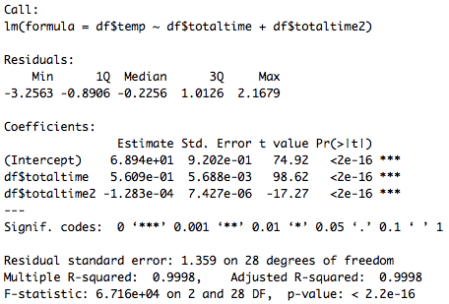 Call:
lm(formula = df$temp ~ df$totaltime + df$totaltime2)
Residuals:
Min 1Q Median 3Q Max
-3.2563 -0.8906 -0.2256 1.0126 2.1679
Coefficients:
Estimate Std. Error t value Pr(>|t|)
(Intercept) 6.894e+01 9.202e-01 74.92 <2e-16 ***
df$totaltime 5.609e-01 5.688e-03 98.62 <2e-16 ***
df$totaltime2 -1.283e-04 7.427e-06 -17.27 <2e-16 ***
---
Signif. codes: 0 ‘***’ 0.001 ‘**’ 0.01 ‘*’ 0.05 ‘.’ 0.1 ‘ ’ 1
Residual standard error: 1.359 on 28 degrees of freedom
Multiple R-squared: 0.9998, Adjusted R-squared: 0.9998
F-statistic: 6.716e+04 on 2 and 28 DF, p-value: < 2.2e-16